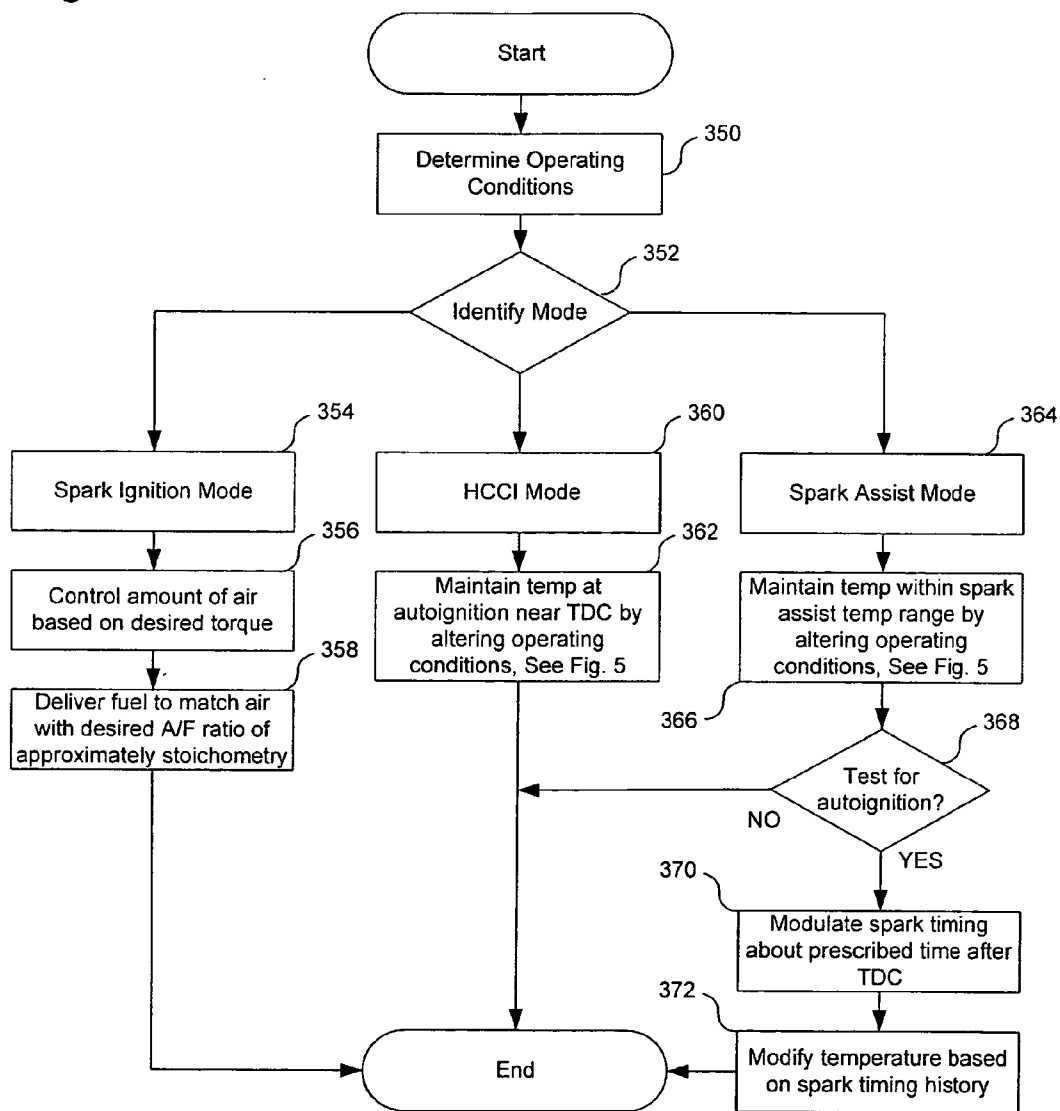 Start
350
Determine Operating
Conditions
352
Identify Mode
354
Spark Ignition Mode
360
HCCI Mode
364
Spark Assist Mode
356
Control amount of air
based on desired torque
358
Deliver fuel to match air
with desired A/F ratio of
approximately stoichometry
362
Maintain temp at
autoignition near TDC by
altering operating
conditions, See Fig. 5
Maintain temp within spark
assist temp range by
altering operating
conditions, See Fig. 5
366
368
Test for
autoignition?
NO
YES
370
Modulate spark timing
about prescribed time after
TDC
372
Modify temperature based
on spark timing history
End